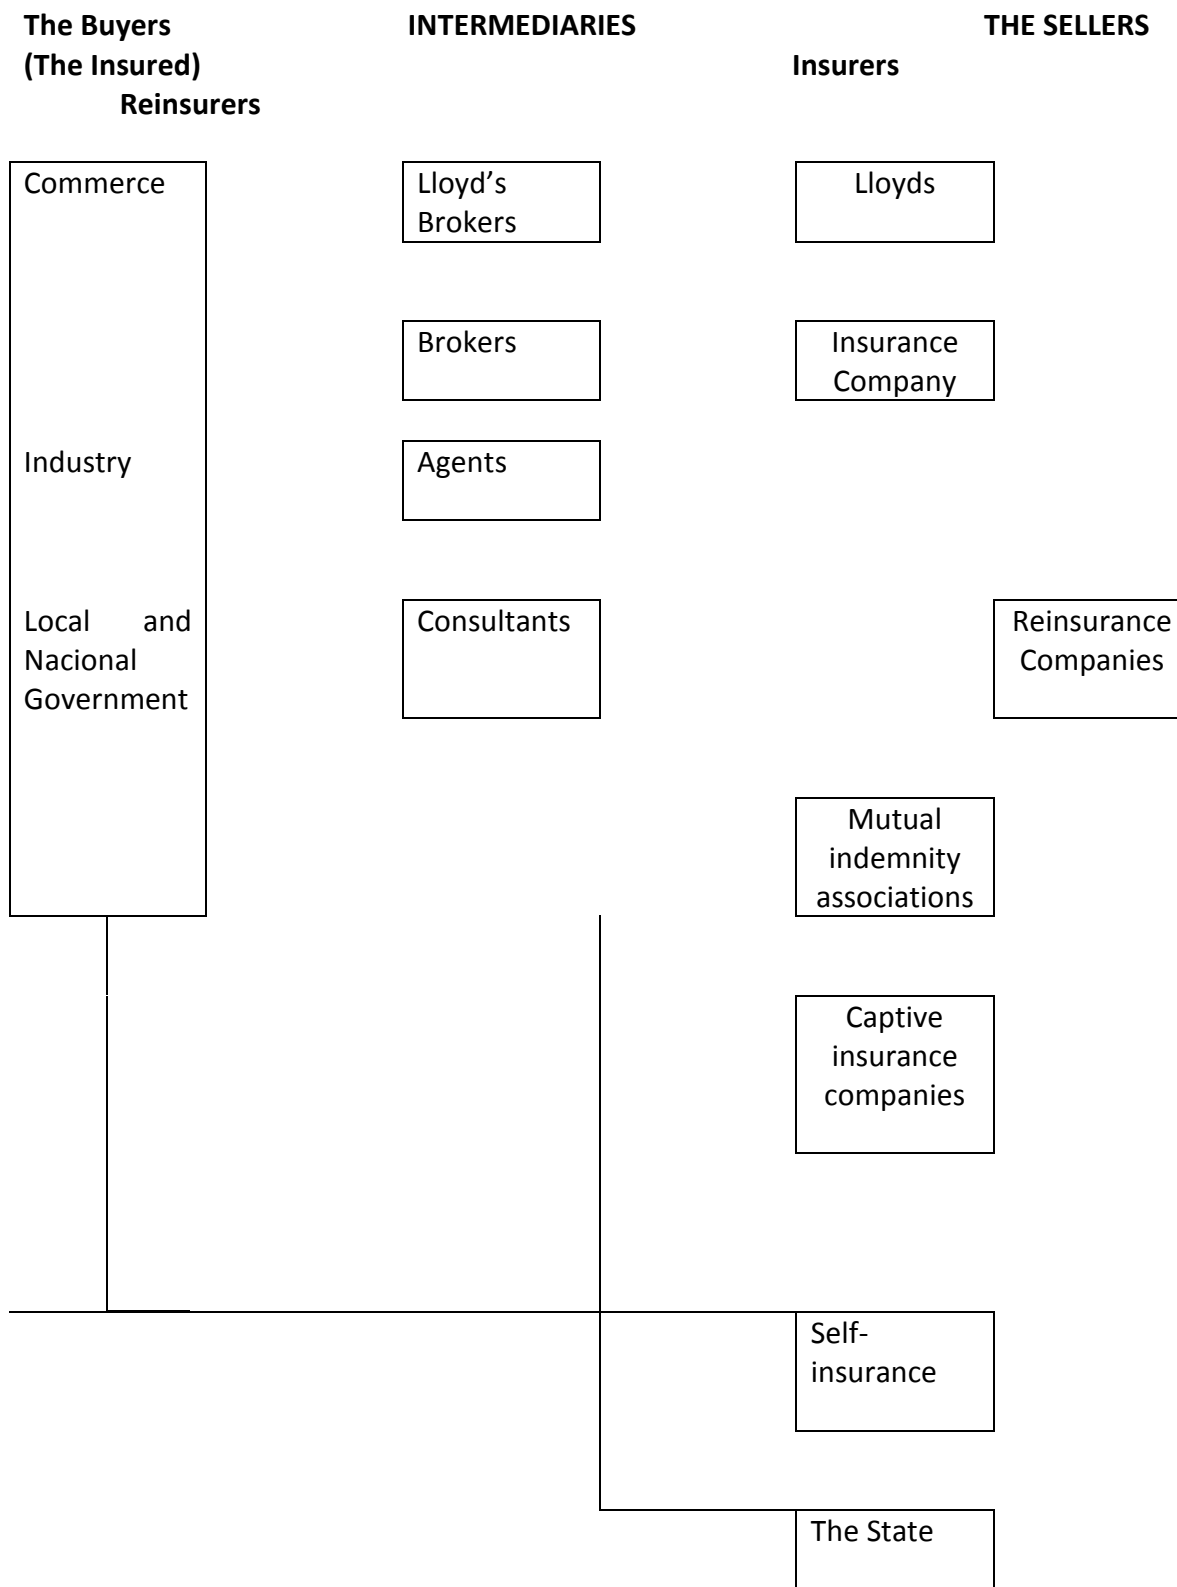 The Buyers INTERMEDIARIES THE SELLERS
(The Insured) Insurers
Reinsurers
Commerce Lloyd’s Lloyds
Brokers
Brokers Insurance
Company
Industry Agents
Local and Consultants Reinsurance
Nacional Companies
Government
Mutual
indemnity
associations
Captive
insurance
companies
Self-
insurance
The State